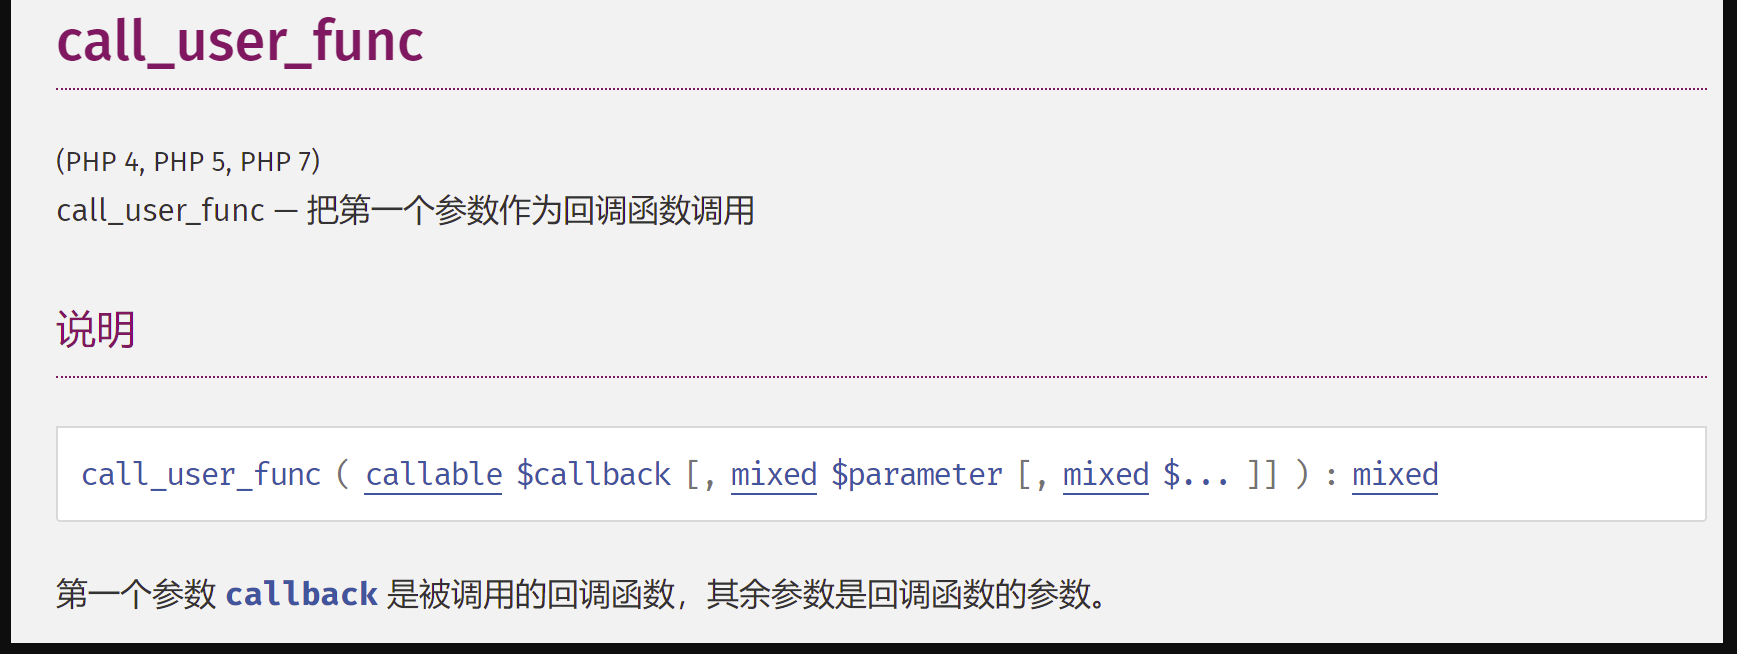 call_user_func
(PHP 4, PHP 5, PHP 7)
call_user_func — 把第一个参数作为回调函数调用
说明
call_user_func ( callable $callback [, mixed $parameter [, mixed $... ]] ) : mixed
第一个参数 callback 是被调用的回调函数，其余参数是回调函数的参数。